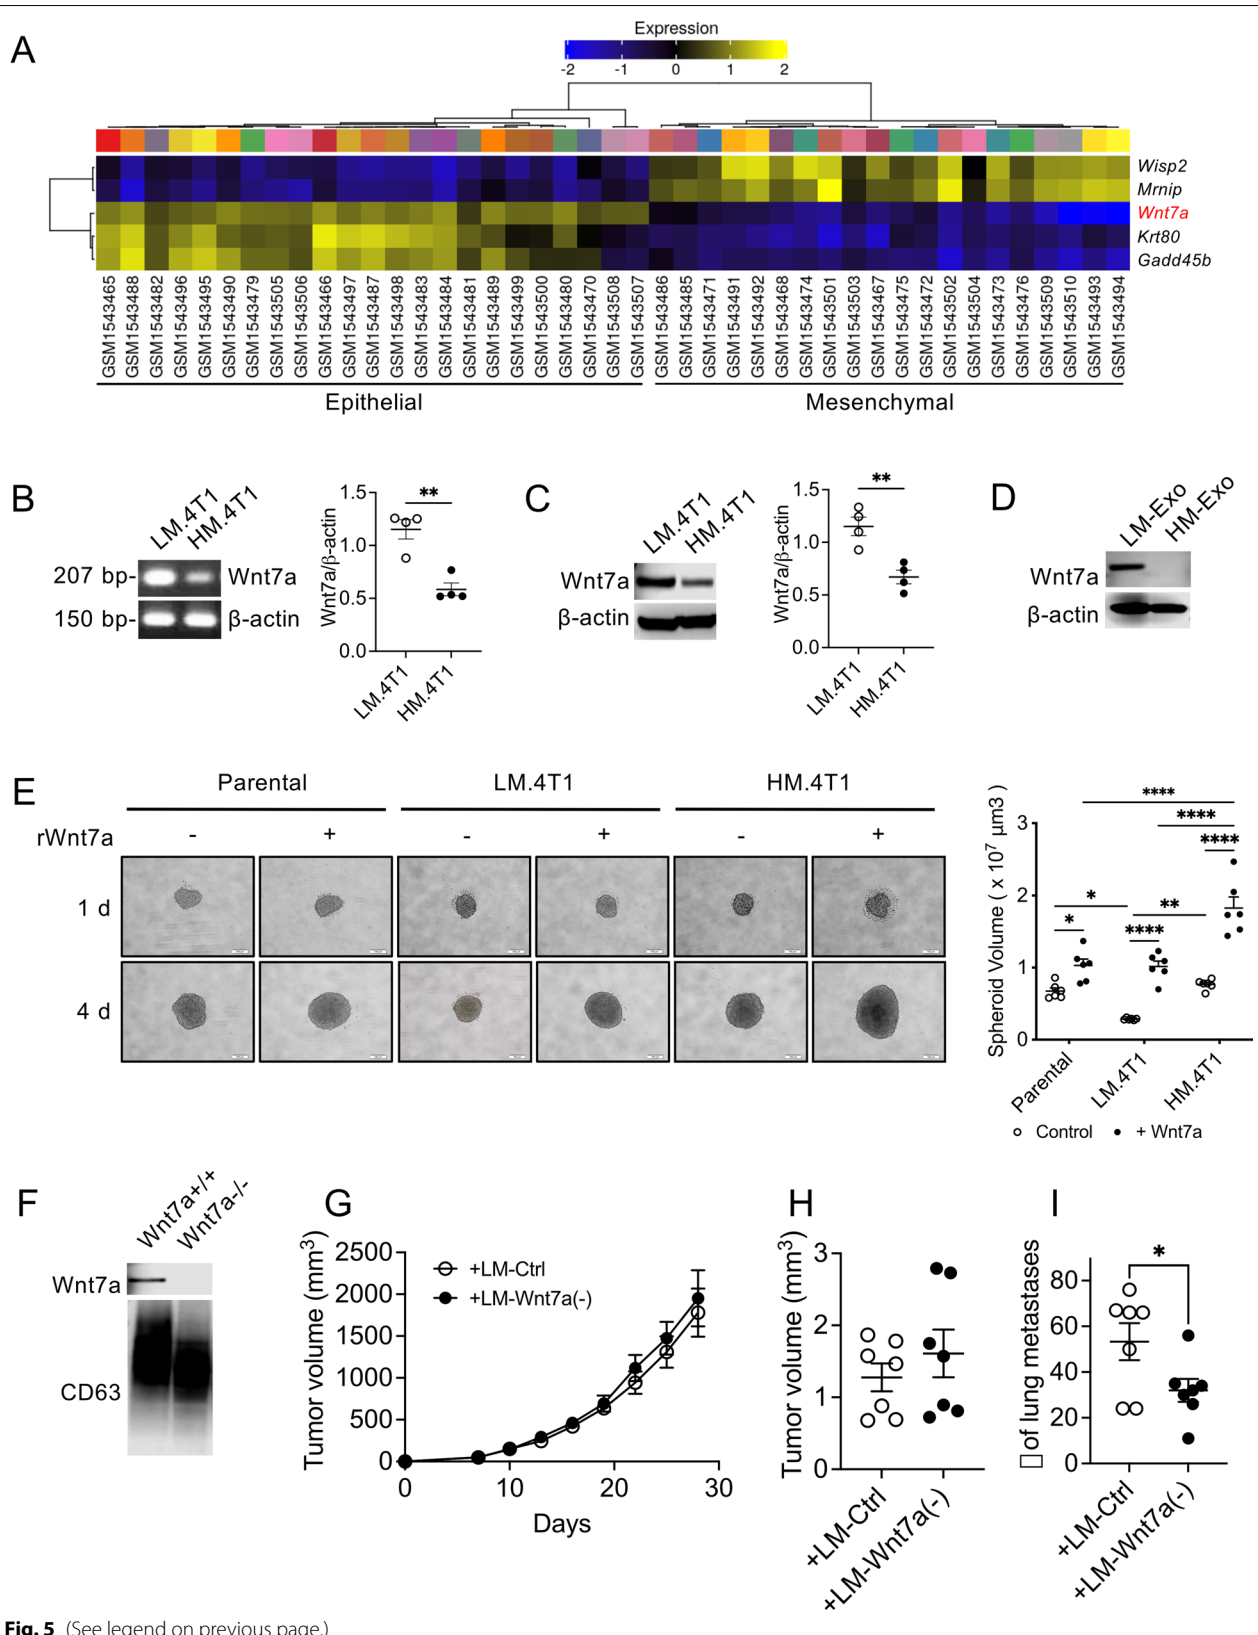 A
Expression
-2 -1 0 1 2
Wisp2
Mrnip
Wnt7a
Krt80
Gadd45b
GSM1543465 GSM1543488 GSM1543482 GSM1543496 GSM1543495 GSM1543490 GSM1543479 GSM1543505 GSM1543506 GSM1543466 GSM1543497 GSM1543487 GSM1543498 GSM1543483 GSM1543484 GSM1543481 GSM1543489 GSM1543499 GSM1543500 GSM1543480 GSM1543470 GSM1543508 GSM1543507 GSM1543486 GSM1543485 GSM1543471 GSM1543491 GSM1543492 GSM1543468 GSM1543474 GSM1543501 GSM1543503 GSM1543467 GSM1543475 GSM1543472 GSM1543502 GSM1543504 GSM1543473 GSM1543476 GSM1543509 GSM1543510 GSM1543493 GSM1543494
Epithelial Mesenchymal
B
LM.4T1 HM.4T1
207 bp- Wnt7a
150 bp- β-actin
Wnt7a/β-actin
1.5
1.0
0.5
0.0
**
LM.4T1 HM.4T1
C
LM.4T1 HM.4T1
Wnt7a
β-actin
Wnt7a/β-actin
1.5
1.0
0.5
0.0
**
LM.4T1 HM.4T1
D
LM-Exo HM-Exo
Wnt7a
β-actin
E
Parental LM.4T1 HM.4T1
rWnt7a - + - + - +
1 d
4 d
Spheroid Volume ( x 10⁷ µm3 )
3
2
1
0
****
****
****
* **
* ****
Parental LM.4T1 HM.4T1
Control + Wnt7a
F
Wnt7a+/+ Wnt7a-/-
Wnt7a
CD63
G
Tumor volume (mm³)
2500
2000
1500
1000
500
0
+LM-Ctrl
+LM-Wnt7a(-)
0 10 20 30
Days
H
Tumor volume (mm³)
3
2
1
0
+LM-Ctrl +LM-Wnt7a(-)
I
of lung metastases
80
60
40
20
0
*
+LM-Ctrl +LM-Wnt7a(-)
Fig. 5 (See legend on previous page.)